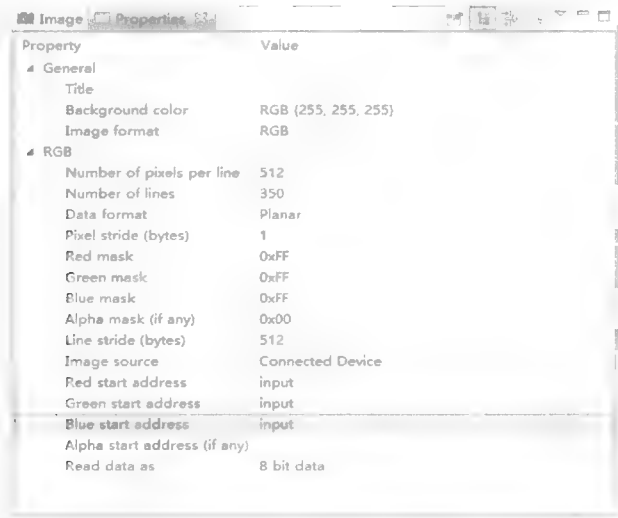 Image Properties
Property Value
General
Title
Background color RGB {255, 255, 255}
Image format RGB
RGB
Number of pixels per line 512
Number of lines 350
Data format Planar
Pixel stride (bytes) 1
Red mask 0xFF
Green mask 0xFF
Blue mask 0xFF
Alpha mask (if any) 0x00
Line stride (bytes) 512
Image source Connected Device
Red start address input
Green start address input
Blue start address input
Alpha start address (if any)
Read data as 8 bit data